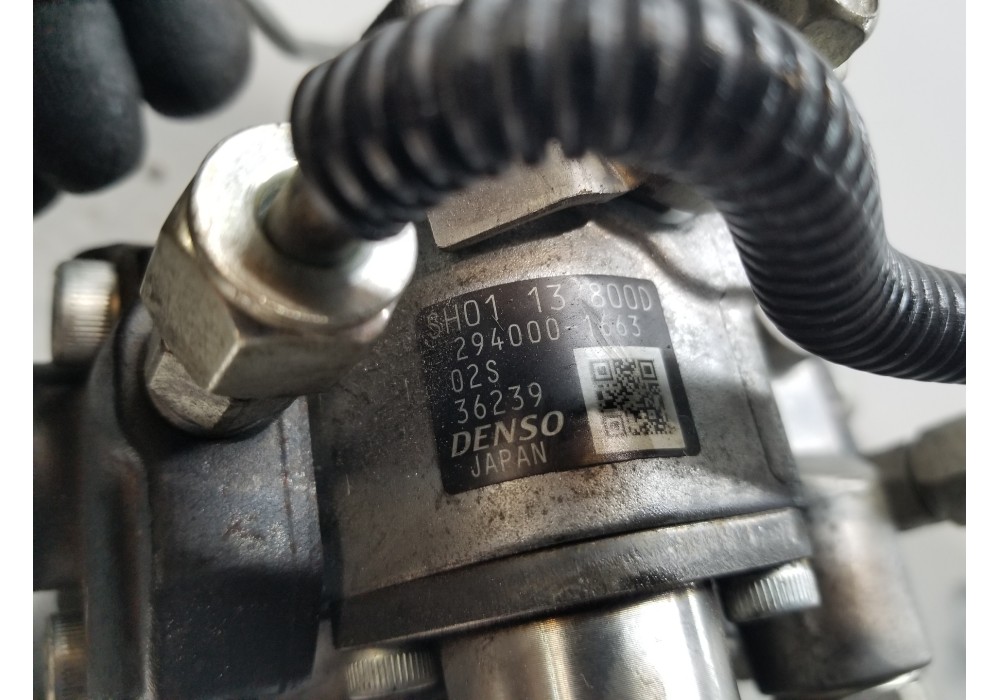 SH01 13 800D
294000-1663
02S
36239
DENSO
JAPAN